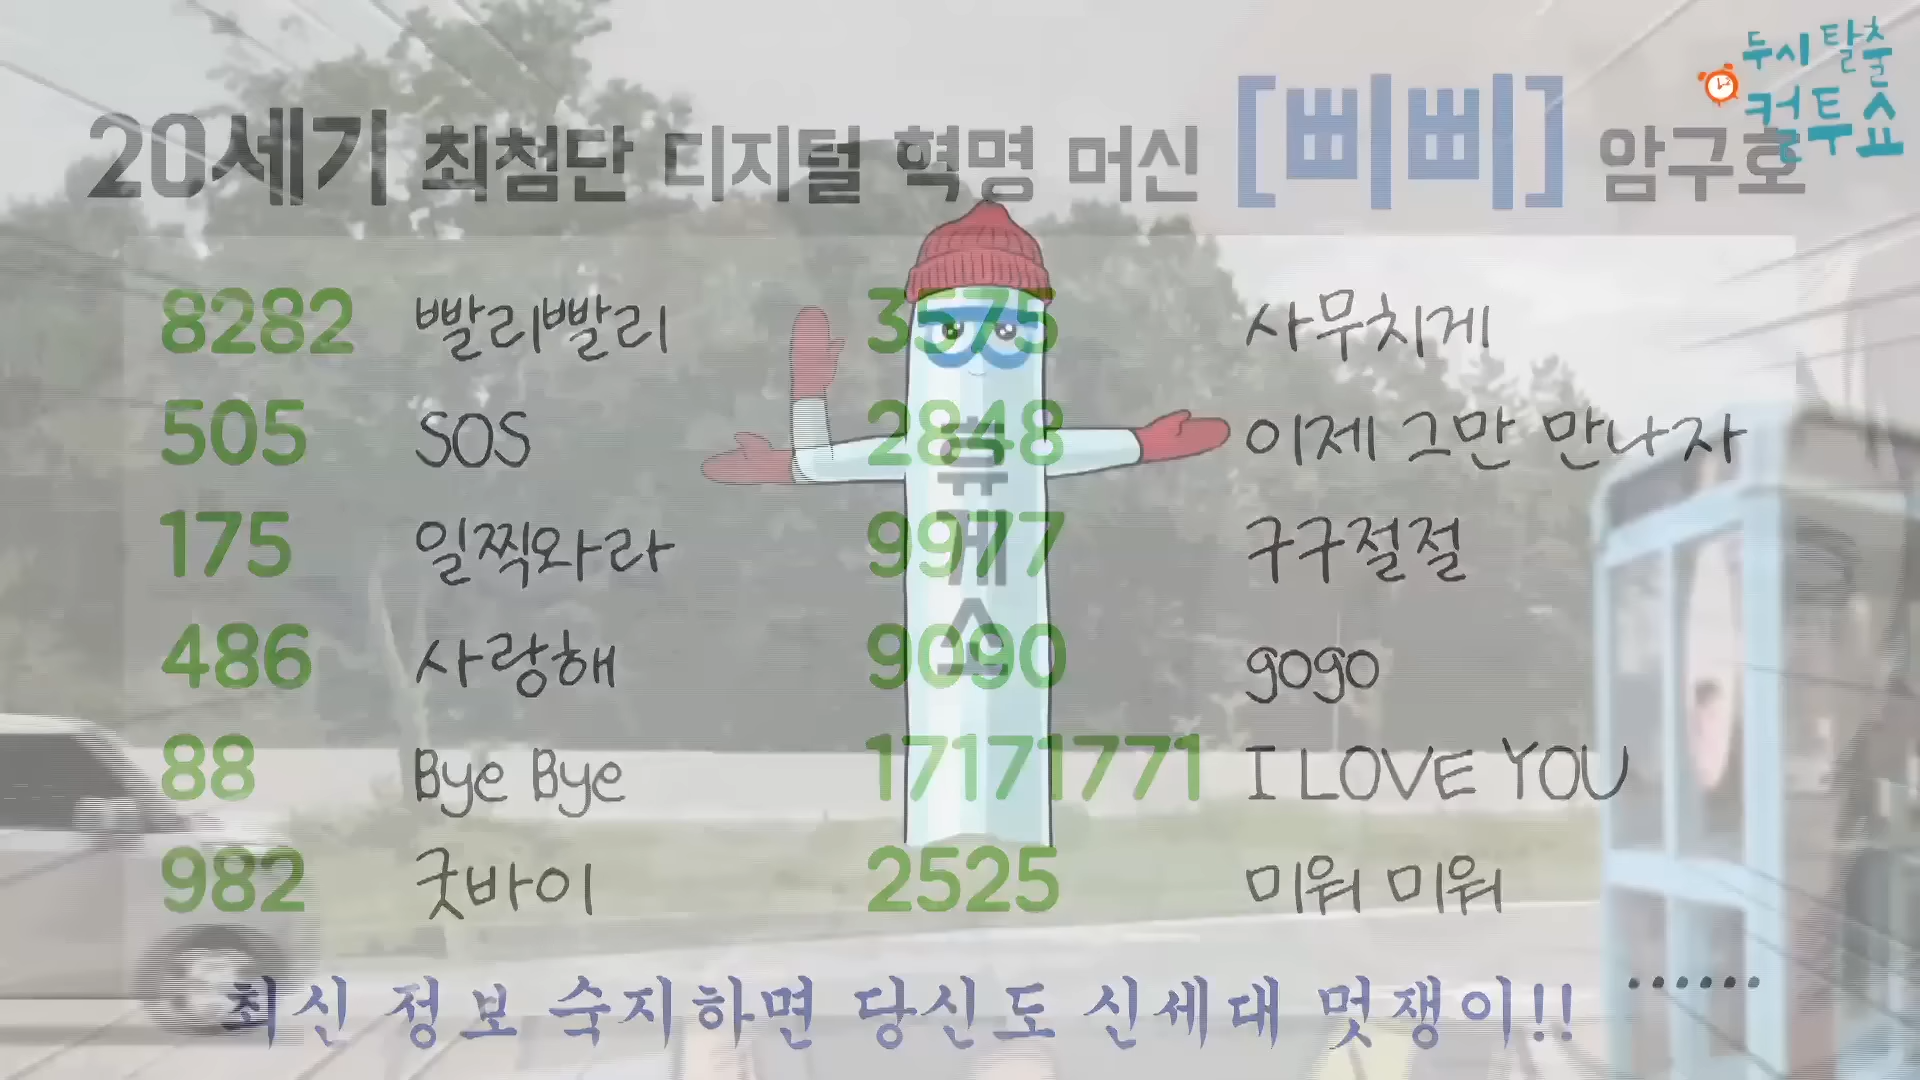 두시 탈출
컬투쇼
20세기 최첨단 디지털 혁명 머신 [삐삐] 암구호
8282 빨리빨리 3575 사무치게
505 SOS 2848 이제 그만 만나자
175 일찍와라 9977 구구절절
486 사랑해 9090 gogo
88 Bye Bye 17171771 I LOVE YOU
982 굿바이 2525 미워 미워
휴게소
최신 정보 숙지하면 당신도 신세대 멋쟁이!! ......